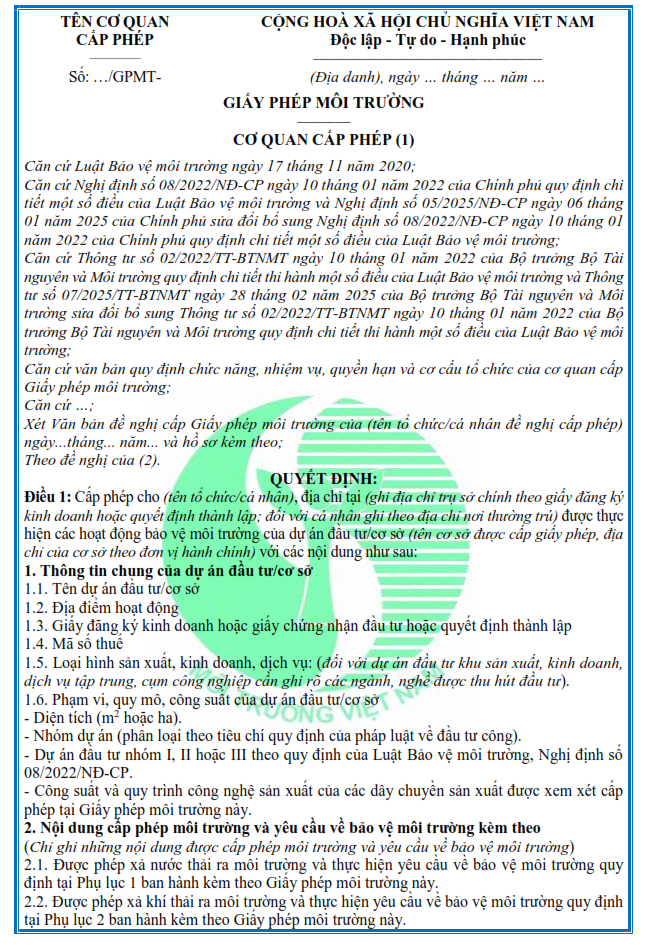 TÊN CƠ QUAN
CẤP PHÉP
CỘNG HOÀ XÃ HỘI CHỦ NGHĨA VIỆT NAM
Độc lập - Tự do - Hạnh phúc
Số: …/GPMT-
(Địa danh), ngày ... tháng ... năm ...
GIẤY PHÉP MÔI TRƯỜNG
CƠ QUAN CẤP PHÉP (1)
Căn cứ Luật Bảo vệ môi trường ngày 17 tháng 11 năm 2020;
Căn cứ Nghị định số 08/2022/NĐ-CP ngày 10 tháng 01 năm 2022 của Chính phủ quy định chi
tiết một số điều của Luật Bảo vệ môi trường và Nghị định số 05/2025/NĐ-CP ngày 06 tháng
01 năm 2025 của Chính phủ sửa đổi bổ sung Nghị định số 08/2022/NĐ-CP ngày 10 tháng 01
năm 2022 của Chính phủ quy định chi tiết một số điều của Luật Bảo vệ môi trường;
Căn cứ Thông tư số 02/2022/TT-BTNMT ngày 10 tháng 01 năm 2022 của Bộ trưởng Bộ Tài
nguyên và Môi trường quy định chi tiết thi hành một số điều của Luật Bảo vệ môi trường và Thông
tư số 07/2025/TT-BTNMT ngày 28 tháng 02 năm 2025 của Bộ trưởng Bộ Tài nguyên và Môi
trường sửa đổi bổ sung Thông tư số 02/2022/TT-BTNMT ngày 10 tháng 01 năm 2022 của Bộ
trưởng Bộ Tài nguyên và Môi trường quy định chi tiết thi hành một số điều của Luật Bảo vệ môi
trường;
Căn cứ văn bản quy định chức năng, nhiệm vụ, quyền hạn và cơ cấu tổ chức của cơ quan cấp
Giấy phép môi trường;
Căn cứ …;
Xét Văn bản đề nghị cấp Giấy phép môi trường của (tên tổ chức/cá nhân đề nghị cấp phép)
ngày...tháng... năm... và hồ sơ kèm theo;
Theo đề nghị của (2).
QUYẾT ĐỊNH:
Điều 1: Cấp phép cho (tên tổ chức/cá nhân), địa chỉ tại (ghi địa chỉ trụ sở chính theo giấy đăng ký
kinh doanh hoặc quyết định thành lập; đối với cá nhân ghi theo địa chỉ nơi thường trú) được thực
hiện các hoạt động bảo vệ môi trường của dự án đầu tư/cơ sở (tên cơ sở được cấp giấy phép, địa
chỉ của cơ sở theo đơn vị hành chính) với các nội dung như sau:
1. Thông tin chung của dự án đầu tư/cơ sở
1.1. Tên dự án đầu tư/cơ sở
1.2. Địa điểm hoạt động
1.3. Giấy đăng ký kinh doanh hoặc giấy chứng nhận đầu tư hoặc quyết định thành lập
1.4. Mã số thuế
1.5. Loại hình sản xuất, kinh doanh, dịch vụ: (đối với dự án đầu tư khu sản xuất, kinh doanh,
dịch vụ tập trung, cụm công nghiệp cần ghi rõ các ngành, nghề được thu hút đầu tư).
1.6. Phạm vi, quy mô, công suất của dự án đầu tư/cơ sở
- Diện tích (m² hoặc ha).
- Nhóm dự án (phân loại theo tiêu chí quy định của pháp luật về đầu tư công).
- Dự án đầu tư nhóm I, II hoặc III theo quy định của Luật Bảo vệ môi trường, Nghị định số
08/2022/NĐ-CP.
- Công suất và quy trình công nghệ sản xuất của các dây chuyền sản xuất được xem xét cấp
phép tại Giấy phép môi trường này.
2. Nội dung cấp phép môi trường và yêu cầu về bảo vệ môi trường kèm theo
(Chỉ ghi những nội dung được cấp phép môi trường và yêu cầu về bảo vệ môi trường)
2.1. Được phép xả nước thải ra môi trường và thực hiện yêu cầu về bảo vệ môi trường quy
định tại Phụ lục 1 ban hành kèm theo Giấy phép môi trường này.
2.2. Được phép xả khí thải ra môi trường và thực hiện yêu cầu về bảo vệ môi trường quy định
tại Phụ lục 2 ban hành kèm theo Giấy phép môi trường này.
MÔI TRƯỜNG VIỆT NAM